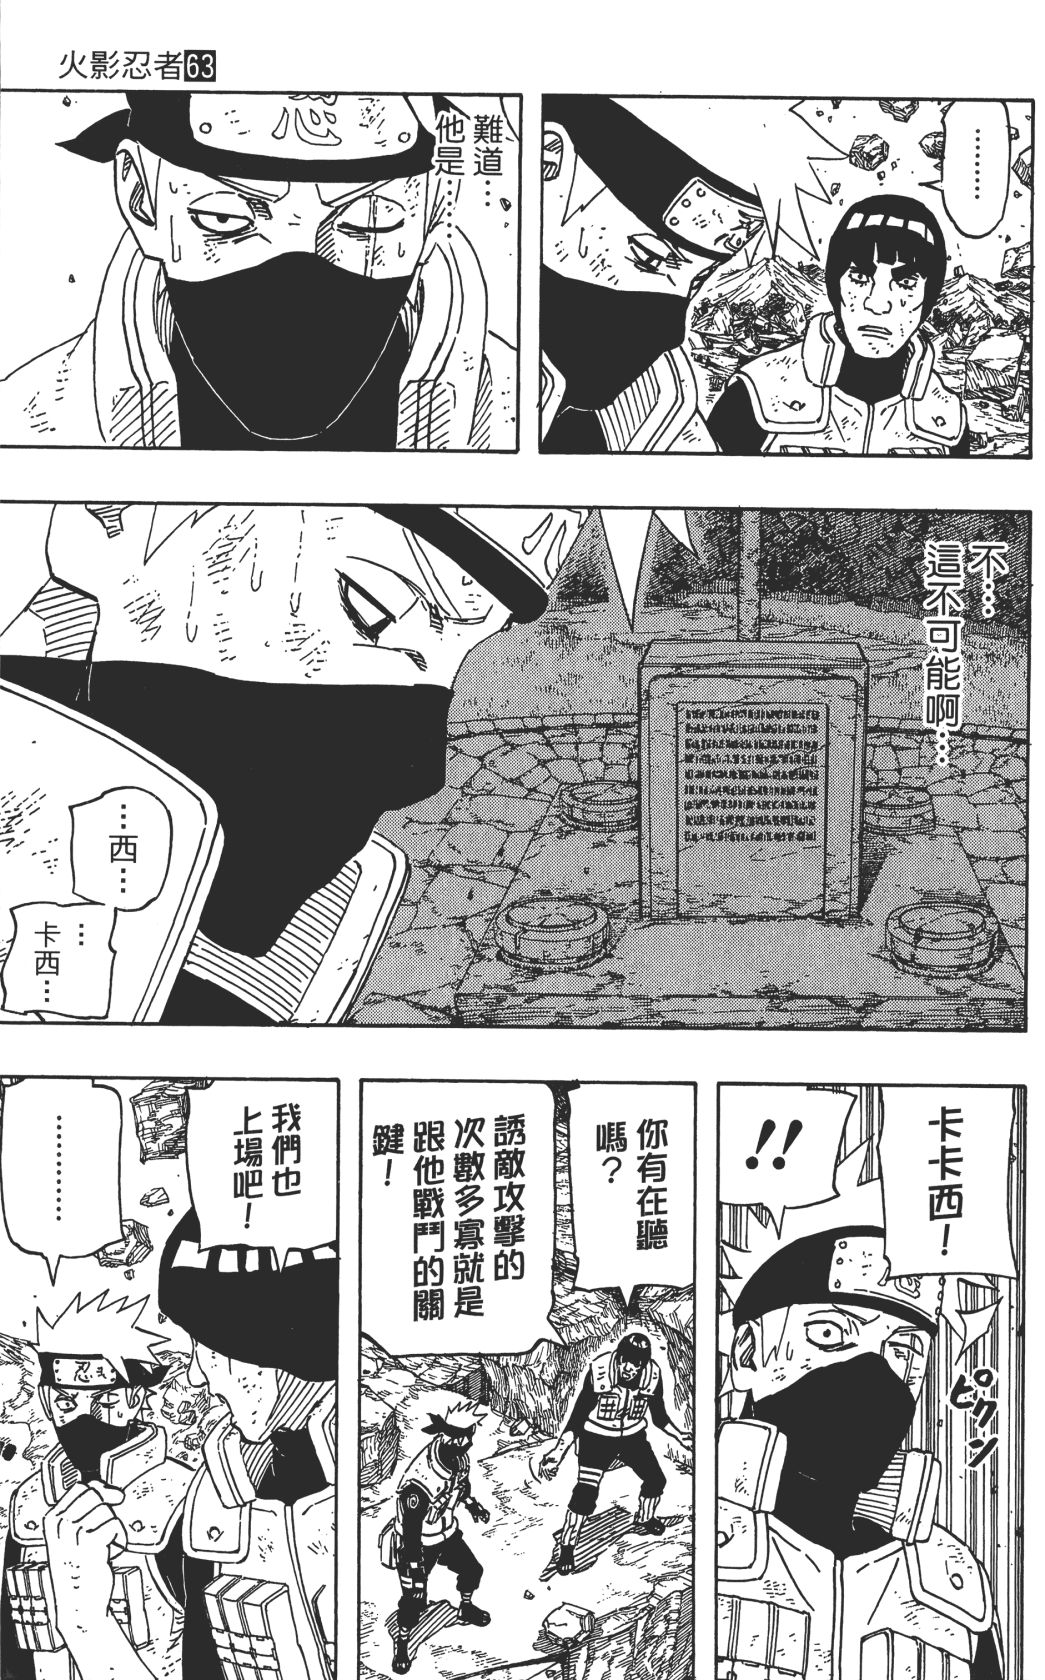 火影忍者63
………
難道…
他是……
不…
這不可能啊…
…西…
…
卡西…
卡卡西！
!!
ピクン
你有在聽
嗎？
誘敵攻擊的
次數多寡就是
跟他戰鬥的關
鍵！
我們也
上場吧！
…………